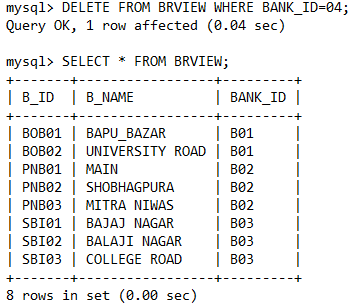 mysql> DELETE FROM BRVIEW WHERE BANK_ID=04;
Query OK, 1 row affected (0.04 sec)

mysql> SELECT * FROM BRVIEW;
+-------+-----------------+---------+
| B_ID  | B_NAME          | BANK_ID |
+-------+-----------------+---------+
| BOB01 | BAPU_BAZAR      | B01     |
| BOB02 | UNIVERSITY ROAD | B01     |
| PNB01 | MAIN            | B02     |
| PNB02 | SHOBHAGPURA     | B02     |
| PNB03 | MITRA NIWAS     | B02     |
| SBI01 | BAJAJ NAGAR     | B03     |
| SBI02 | BALAJI NAGAR    | B03     |
| SBI03 | COLLEGE ROAD    | B03     |
+-------+-----------------+---------+
8 rows in set (0.00 sec)